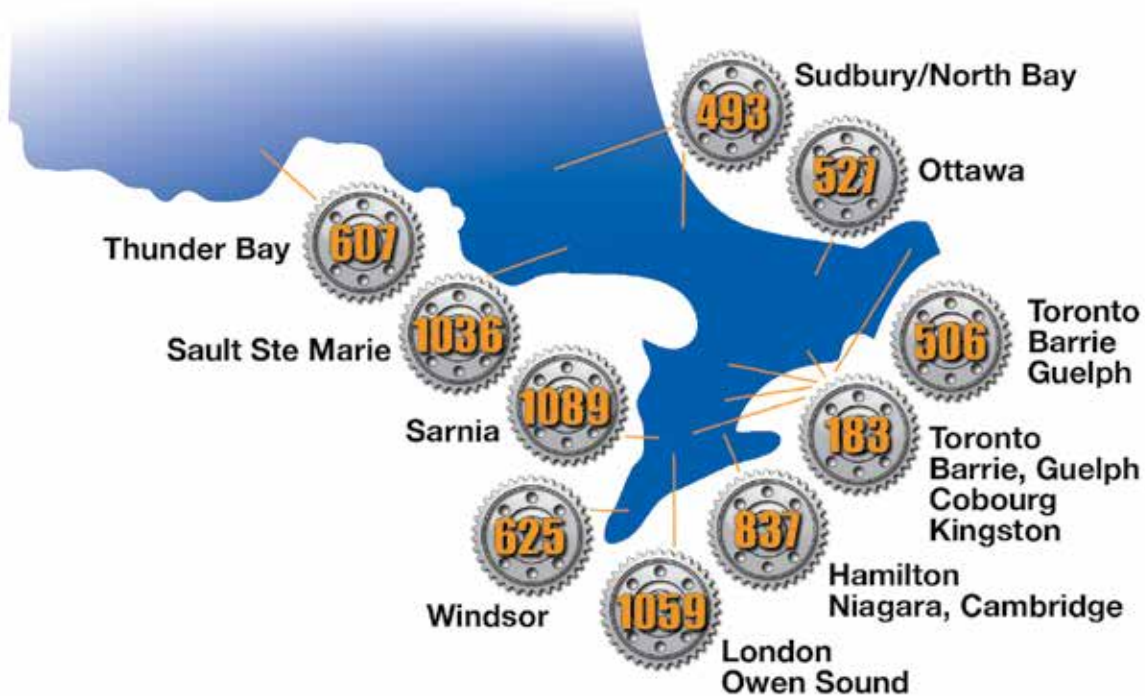 493
Sudbury/North Bay
527
Ottawa
607
Thunder Bay
1036
Sault Ste Marie
506
Toronto
Barrie
Guelph
1089
Sarnia
183
Toronto
Barrie, Guelph
Cobourg
Kingston
625
Windsor
837
Hamilton
Niagara, Cambridge
1059
London
Owen Sound